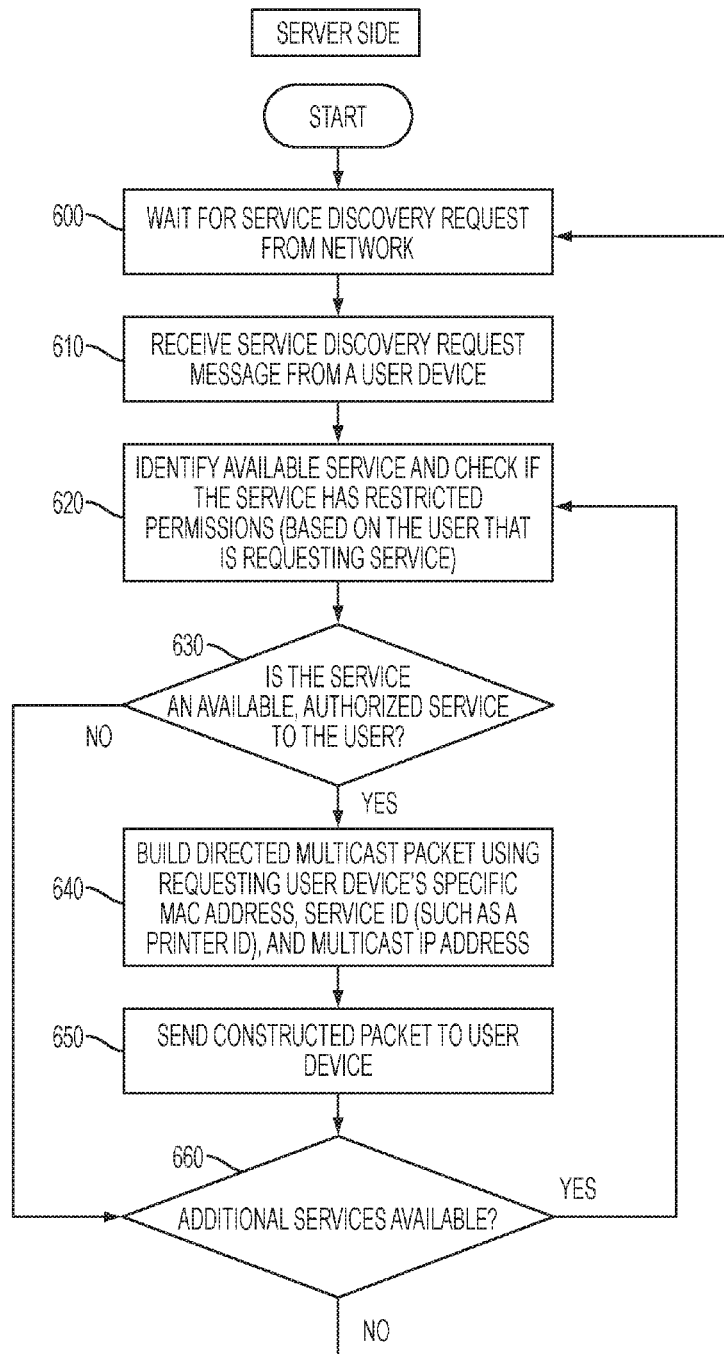 SERVER SIDE
START
600
WAIT FOR SERVICE DISCOVERY REQUEST
FROM NETWORK
610
RECEIVE SERVICE DISCOVERY REQUEST
MESSAGE FROM A USER DEVICE
620
IDENTIFY AVAILABLE SERVICE AND CHECK IF
THE SERVICE HAS RESTRICTED
PERMISSIONS (BASED ON THE USER THAT
IS REQUESTING SERVICE)
630
IS THE SERVICE
AN AVAILABLE, AUTHORIZED SERVICE
TO THE USER?
NO
YES
640
BUILD DIRECTED MULTICAST PACKET USING
REQUESTING USER DEVICE'S SPECIFIC
MAC ADDRESS, SERVICE ID (SUCH AS A
PRINTER ID), AND MULTICAST IP ADDRESS
650
SEND CONSTRUCTED PACKET TO USER
DEVICE
660
ADDITIONAL SERVICES AVAILABLE?
YES
NO